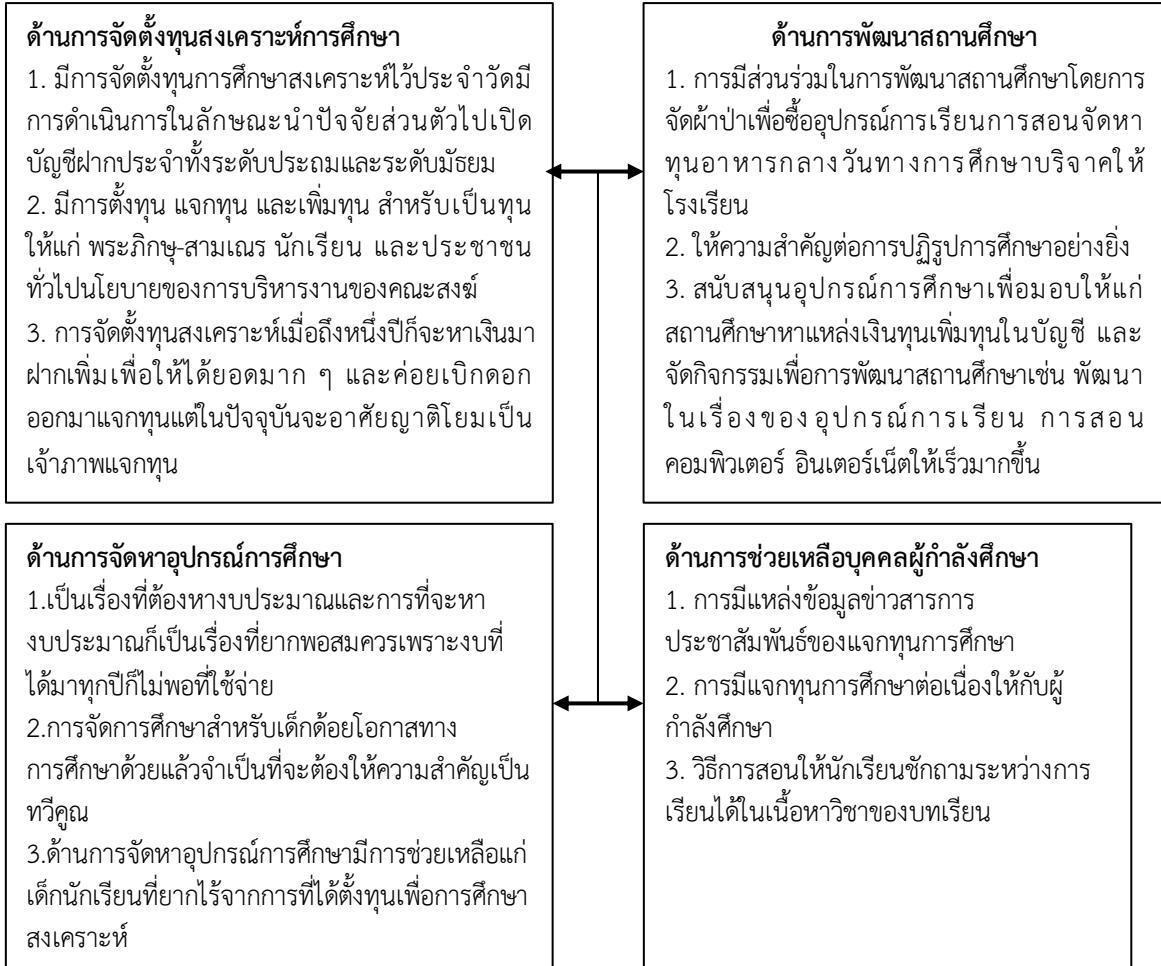 ด้านการจัดตั้งทุนสงเคราะห์การศึกษา
1. มีการจัดตั้งทุนการศึกษาสงเคราะห์ไว้ประจำวัดมี
การดำเนินการในลักษณะนำปัจจัยส่วนตัวไปเปิด
บัญชีฝากประจำทั้งระดับประถมและระดับมัธยม
2. มีการตั้งทุน แจกทุน และเพิ่มทุน สำหรับเป็นทุน
ให้แก่ พระภิกษุ-สามเณร นักเรียน และประชาชน
ทั่วไปนโยบายของการบริหารงานของคณะสงฆ์
3. การจัดตั้งทุนสงเคราะห์เมื่อถึงหนึ่งปีก็จะหาเงินมา
ฝากเพิ่มเพื่อให้ได้ยอดมาก ๆ และค่อยเบิกดอก
ออกมาแจกทุนแต่ในปัจจุบันจะอาศัยญาติโยมเป็น
เจ้าภาพแจกทุน
ด้านการพัฒนาสถานศึกษา
1. การมีส่วนร่วมในการพัฒนาสถานศึกษาโดยการ
จัดผ้าป่าเพื่อซื้ออุปกรณ์การเรียนการสอนจัดหา
ทุนอาหารกลางวันทางการศึกษาบริจาคให้
โรงเรียน
2. ให้ความสำคัญต่อการปฏิรูปการศึกษาอย่างยิ่ง
3. สนับสนุนอุปกรณ์การศึกษาเพื่อมอบให้แก่
สถานศึกษาหาแหล่งเงินทุนเพิ่มทุนในบัญชี และ
จัดกิจกรรมเพื่อการพัฒนาสถานศึกษาเช่น พัฒนา
ในเรื่องของอุปกรณ์การเรียน การสอน
คอมพิวเตอร์ อินเตอร์เน็ตให้เร็วมากขึ้น
ด้านการจัดหาอุปกรณ์การศึกษา
1.เป็นเรื่องที่ต้องหางบประมาณและการที่จะหา
งบประมาณก็เป็นเรื่องที่ยากพอสมควรเพราะงบที่
ได้มาทุกปีก็ไม่พอที่ใช้จ่าย
2.การจัดการศึกษาสำหรับเด็กด้อยโอกาสทาง
การศึกษาด้วยแล้วจำเป็นที่จะต้องให้ความสำคัญเป็น
ทวีคูณ
3.ด้านการจัดหาอุปกรณ์การศึกษามีการช่วยเหลือแก่
เด็กนักเรียนที่ยากไร้จากการที่ได้ตั้งทุนเพื่อการศึกษา
สงเคราะห์
ด้านการช่วยเหลือบุคคลผู้กำลังศึกษา
1. การมีแหล่งข้อมูลข่าวสารการ
ประชาสัมพันธ์ของแจกทุนการศึกษา
2. การมีแจกทุนการศึกษาต่อเนื่องให้กับผู้
กำลังศึกษา
3. วิธีการสอนให้นักเรียนซักถามระหว่างการ
เรียนได้ในเนื้อหาวิชาของบทเรียน